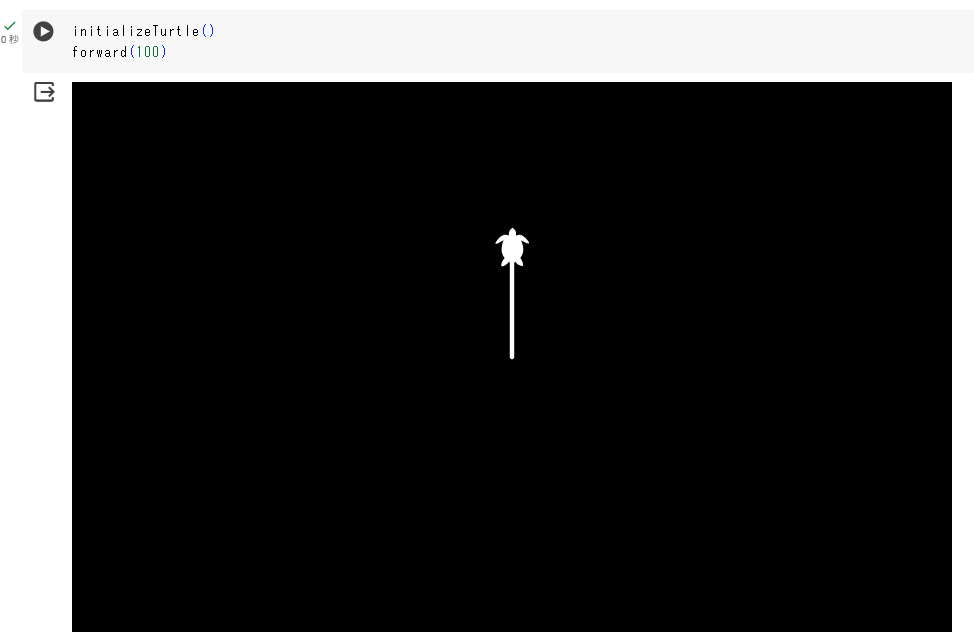 initializeTurtle()
forward(100)
0 秒